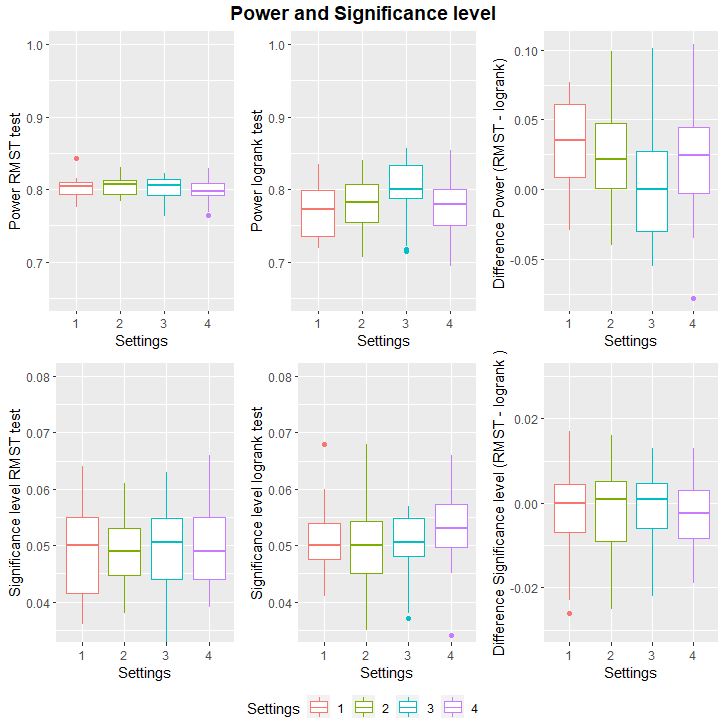 Power and Significance level
Power RMST test
1.0
0.9
0.8
0.7
1 2 3 4
Settings
Power logrank test
1.0
0.9
0.8
0.7
1 2 3 4
Settings
Difference Power (RMST - logrank)
0.10
0.05
0.00
-0.05
1 2 3 4
Settings
Significance level RMST test
0.08
0.07
0.06
0.05
0.04
1 2 3 4
Settings
Significance level logrank test
0.08
0.07
0.06
0.05
0.04
1 2 3 4
Settings
Difference Significance level (RMST - logrank )
0.02
0.00
-0.02
1 2 3 4
Settings
Settings 1 2 3 4